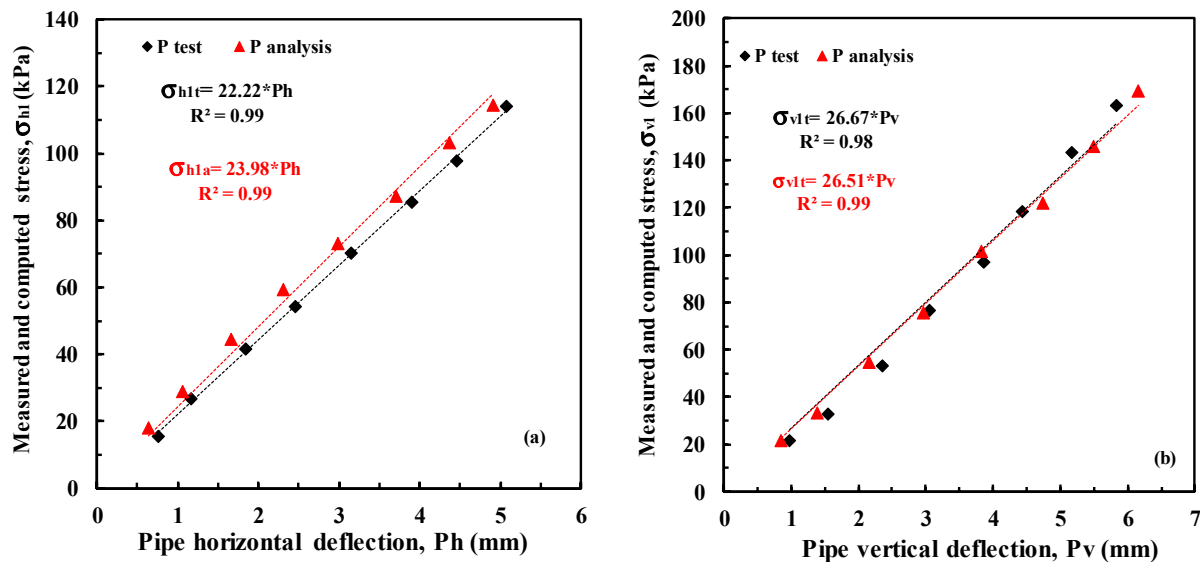 140
120
100
80
60
40
20
0
0 1 2 3 4 5 6
Measured and computed stress, σh1 (kPa)
Pipe horizontal deflection, Ph (mm)
P test P analysis
σh1t= 22.22*Ph
R² = 0.99
σh1a= 23.98*Ph
R² = 0.99
(a)
200
180
160
140
120
100
80
60
40
20
0
0 1 2 3 4 5 6 7
Measured and computed stress, σv1 (kPa)
Pipe vertical deflection, Pv (mm)
P test P analysis
σv1t= 26.67*Pv
R² = 0.98
σv1t= 26.51*Pv
R² = 0.99
(b)